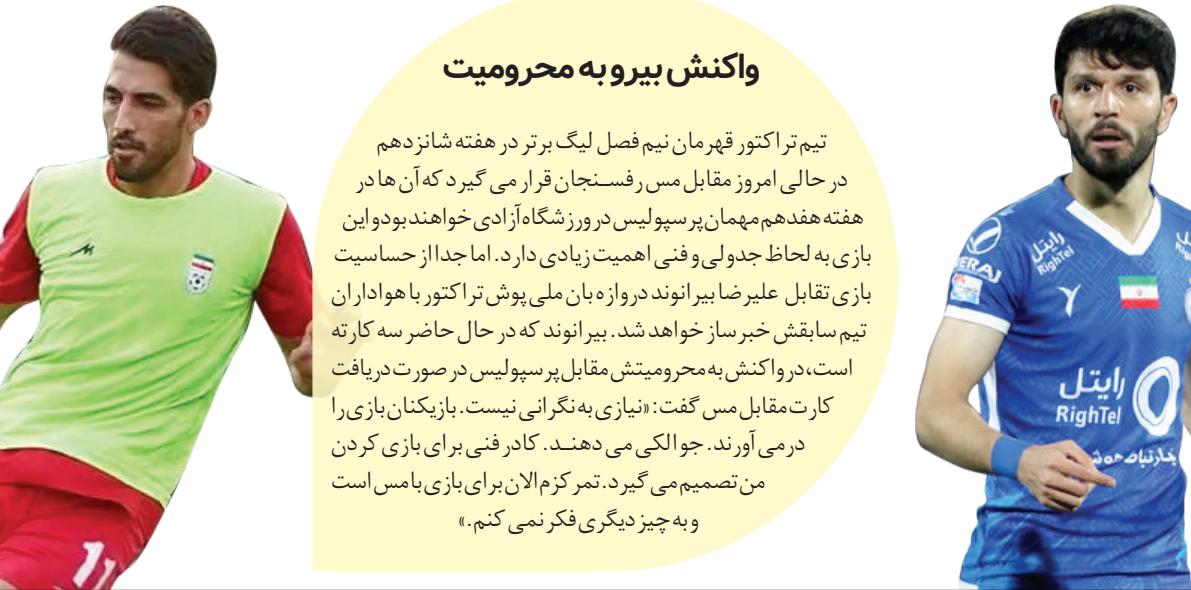 واکنش بیرو به محرومیت
تیم تراکتور قهرمان نیم فصل لیگ برتر در هفته شانزدهم
در حالی امروز مقابل مس رفسنجان قرار می گیرد که آن ها در
هفته هفدهم مهمان پرسپولیس در ورزشگاه آزادی خواهند بود و این
بازی به لحاظ جدولی و فنی اهمیت زیادی دارد. اما جدا از حساسیت
بازی تقابل علیرضا بیرانوند دروازه بان ملی پوش تراکتور با هواداران
تیم سابقش خبرساز خواهد شد. بیرانوند که در حال حاضر سه کارته
است، در واکنش به محرومیتش مقابل پرسپولیس در صورت دریافت
کارت مقابل مس گفت: «نیازی به نگرانی نیست. بازیکنان بازی را
درمی آورند. جو الکی می دهند. کادر فنی برای بازی کردن
من تصمیم می گیرد. تمرکزم الان برای بازی با مس است
و به چیز دیگری فکر نمی کنم.»
رایتل
RighTel
رایتل
RighTel
11